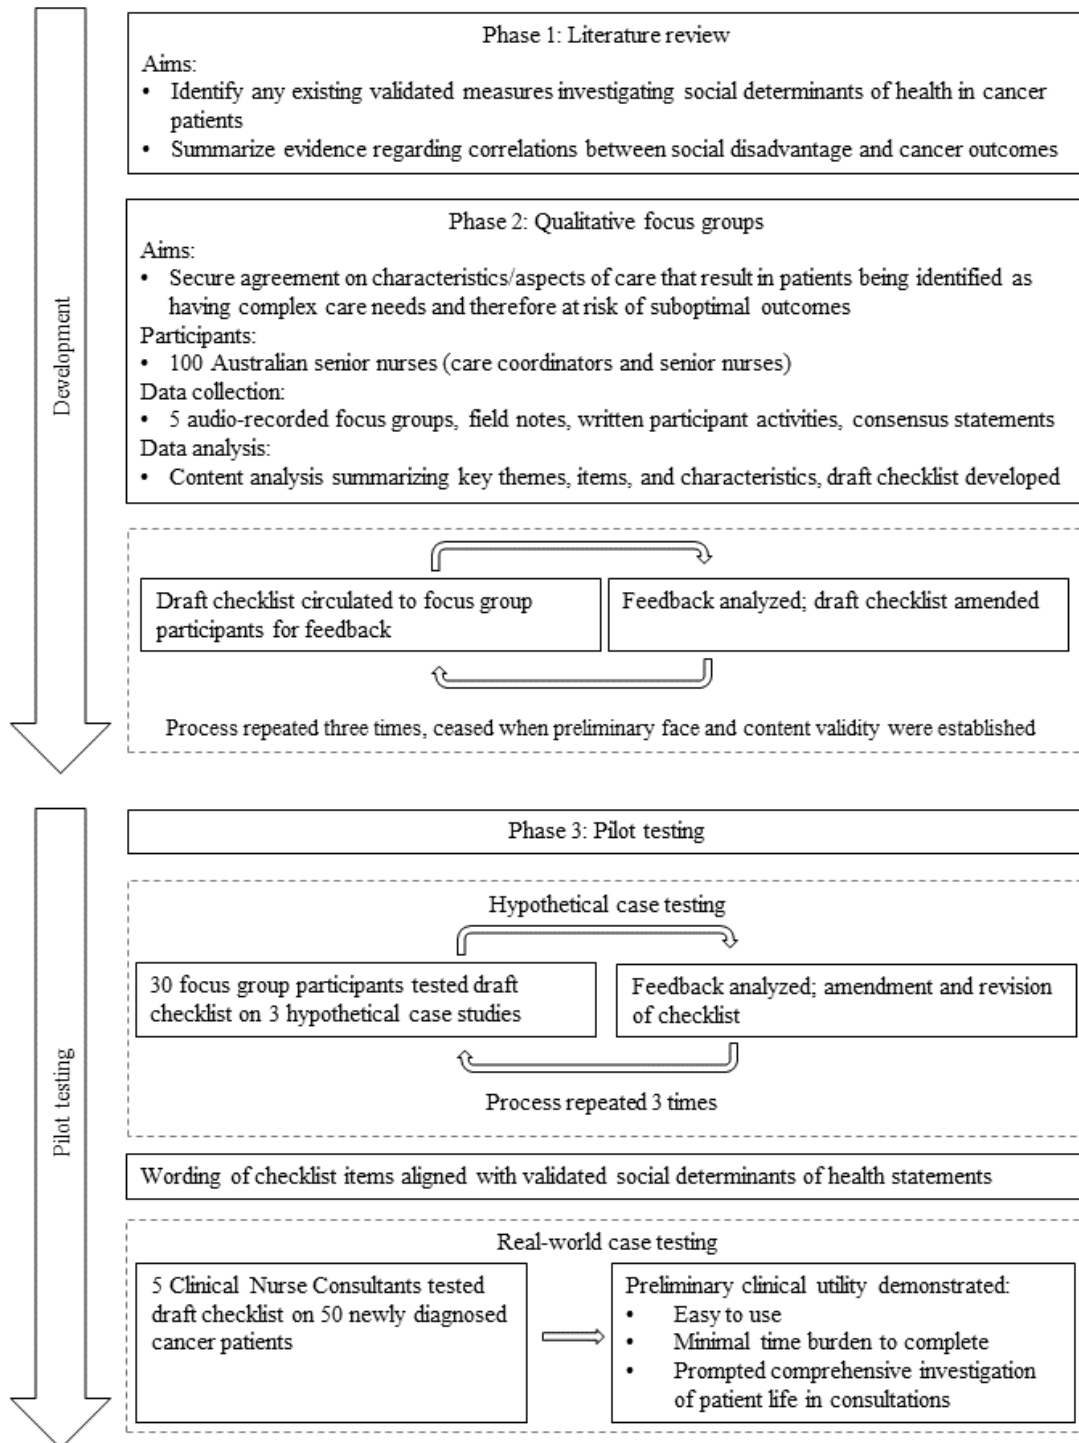 Phase 1: Literature review
Aims:
• Identify any existing validated measures investigating social determinants of health in cancer
patients
• Summarize evidence regarding correlations between social disadvantage and cancer outcomes
Development
Phase 2: Qualitative focus groups
Aims:
• Secure agreement on characteristics/aspects of care that result in patients being identified as
having complex care needs and therefore at risk of suboptimal outcomes
Participants:
• 100 Australian senior nurses (care coordinators and senior nurses)
Data collection:
• 5 audio-recorded focus groups, field notes, written participant activities, consensus statements
Data analysis:
• Content analysis summarizing key themes, items, and characteristics, draft checklist developed
Draft checklist circulated to focus group
participants for feedback
Feedback analyzed; draft checklist amended
Process repeated three times, ceased when preliminary face and content validity were established
Pilot testing
Phase 3: Pilot testing
Hypothetical case testing
30 focus group participants tested draft
checklist on 3 hypothetical case studies
Feedback analyzed; amendment and revision
of checklist
Process repeated 3 times
Wording of checklist items aligned with validated social determinants of health statements
Real-world case testing
5 Clinical Nurse Consultants tested
draft checklist on 50 newly diagnosed
cancer patients
Preliminary clinical utility demonstrated:
• Easy to use
• Minimal time burden to complete
• Prompted comprehensive investigation
of patient life in consultations